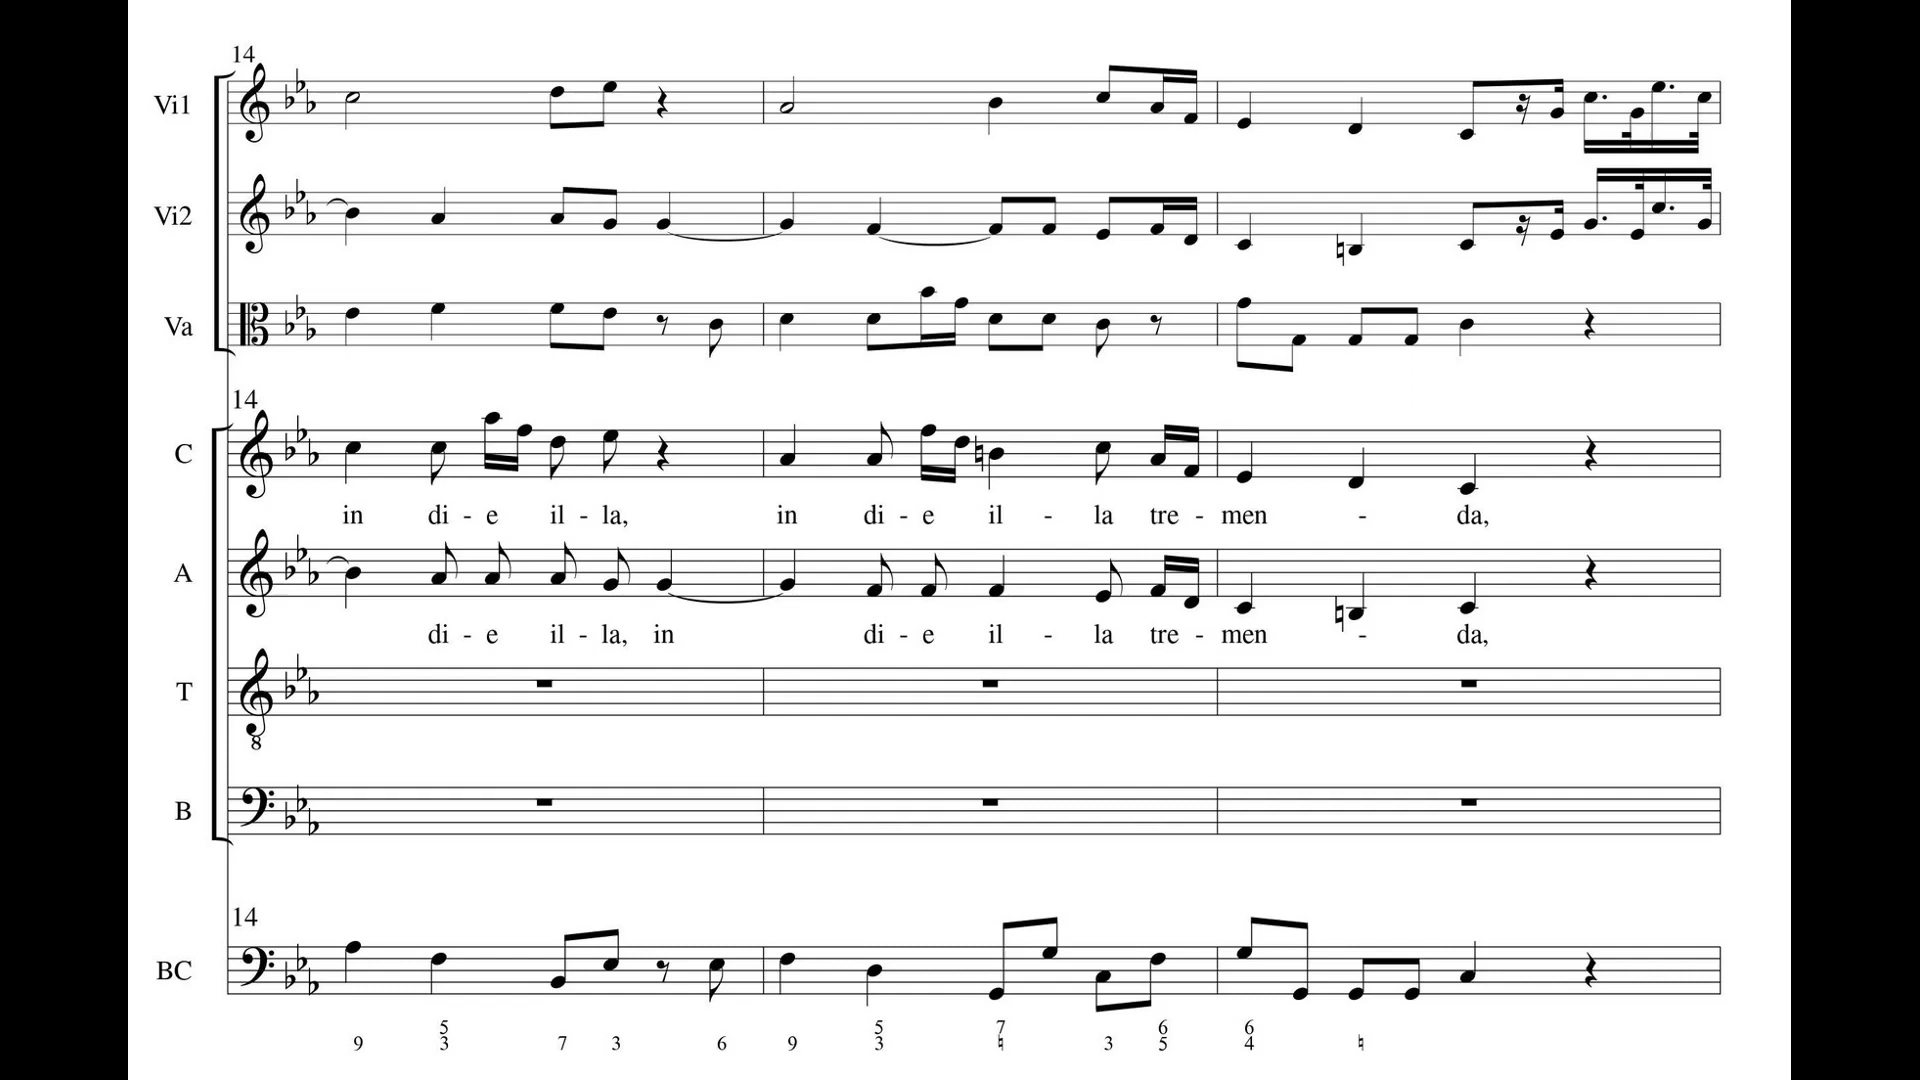 14
Vi1
Vi2
Va
14
C
in di - e il - la, in di - e il - la tre - men - da,
A
di - e il - la, in di - e il - la tre - men - da,
T
8
B
14
BC
5 5 7 6 6
9 3 7 3 6 9 3 ♮ 3 5 4 ♮